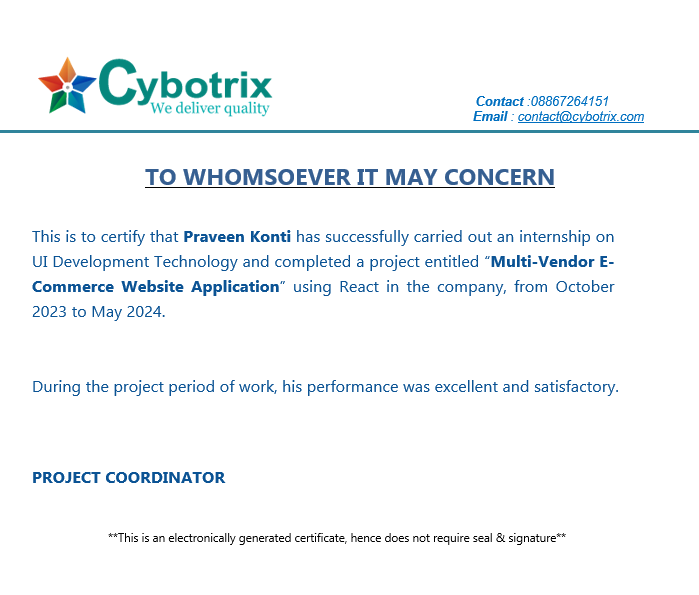 Cybotrix
We deliver quality
Contact :08867264151
Email : contact@cybotrix.com
TO WHOMSOEVER IT MAY CONCERN
This is to certify that Praveen Konti has successfully carried out an internship on
UI Development Technology and completed a project entitled “Multi-Vendor E-
Commerce Website Application” using React in the company, from October
2023 to May 2024.
During the project period of work, his performance was excellent and satisfactory.
PROJECT COORDINATOR
**This is an electronically generated certificate, hence does not require seal & signature**